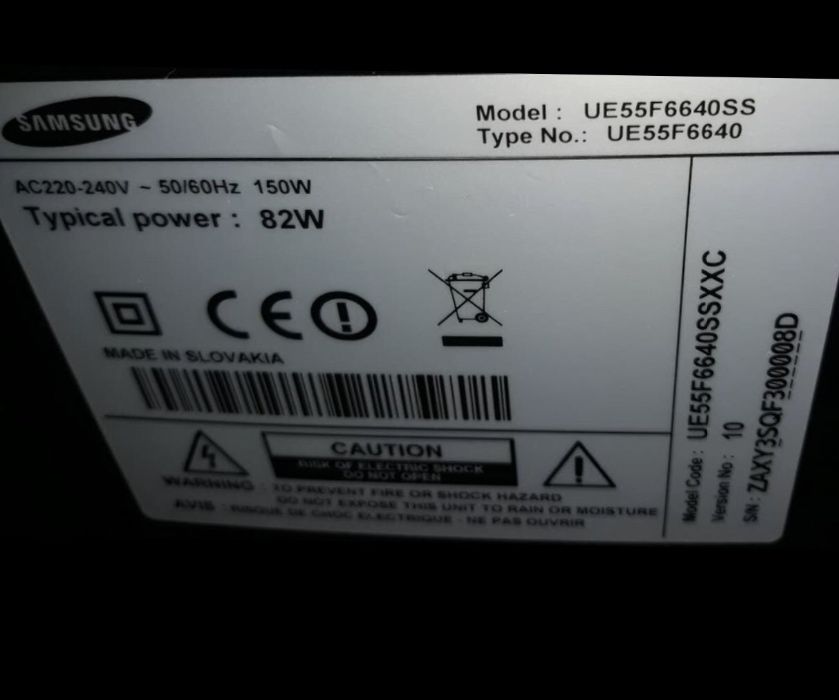 SAMSUNG
Model : UE55F6640SS
Type No.: UE55F6640
AC220-240V ~ 50/60Hz 150W
Typical power : 82W
CE
MADE IN SLOVAKIA
CAUTION
RISK OF ELECTRIC SHOCK
DO NOT OPEN
WARNING : TO PREVENT FIRE OR SHOCK HAZARD
DO NOT EXPOSE THIS UNIT TO RAIN OR MOISTURE
AVIS : RISQUE DE CHOC ELECTRIQUE - NE PAS OUVRIR
Model Code : UE55F6640SSXXC
Version No : 10
S/N : ZAXY3SQF300008D